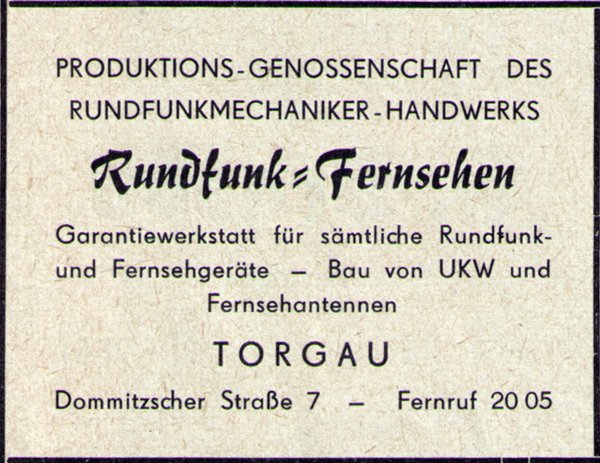 PRODUKTIONS-GENOSSENSCHAFT DES
RUNDFUNKMECHANIKER-HANDWERKS
Rundfunk=Fernsehen
Garantiewerkstatt für sämtliche Rundfunk-
und Fernsehgeräte — Bau von UKW und
Fernsehantennen
TORGAU
Dommitzscher Straße 7 — Fernruf 20 05